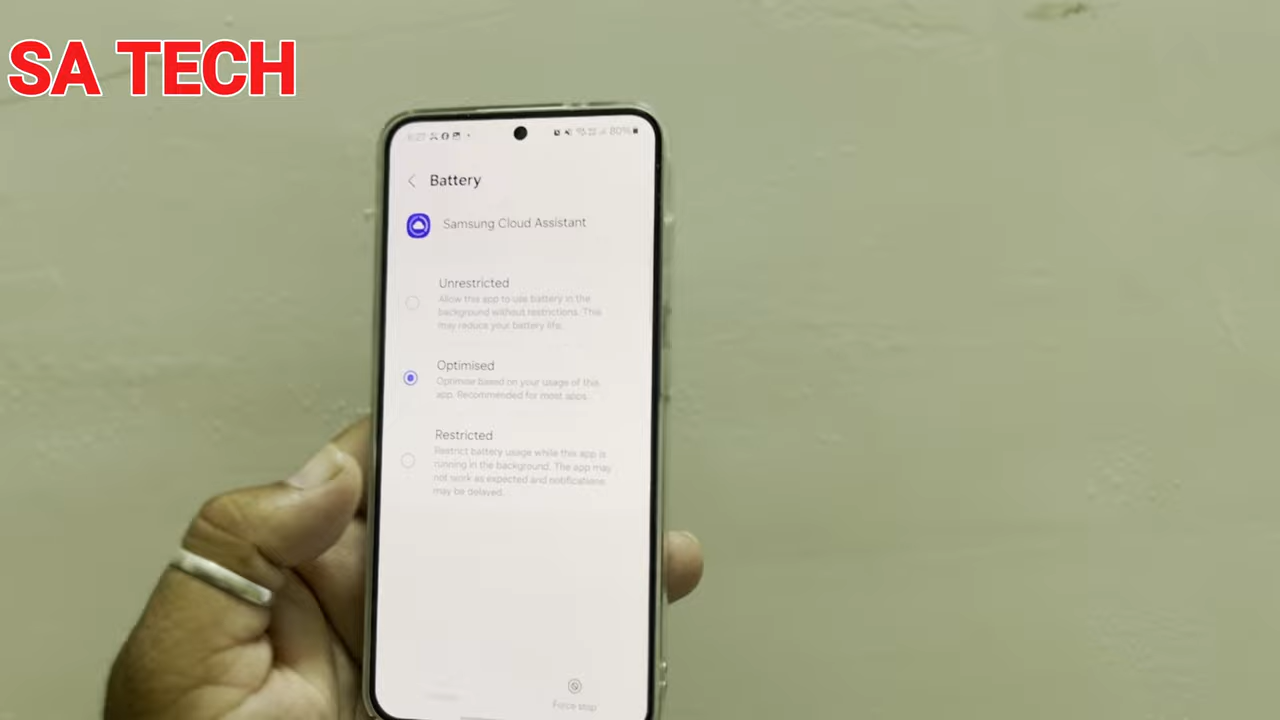 SA TECH
80%
Battery
Samsung Cloud Assistant
Unrestricted
Allow this app to use battery in the
background without restrictions. This
may reduce your battery life.
Optimised
Optimise based on your usage of this
app. Recommended for most apps.
Restricted
Restrict battery usage while this app is
running in the background. The app may
not work as expected and notifications
may be delayed.
Force stop